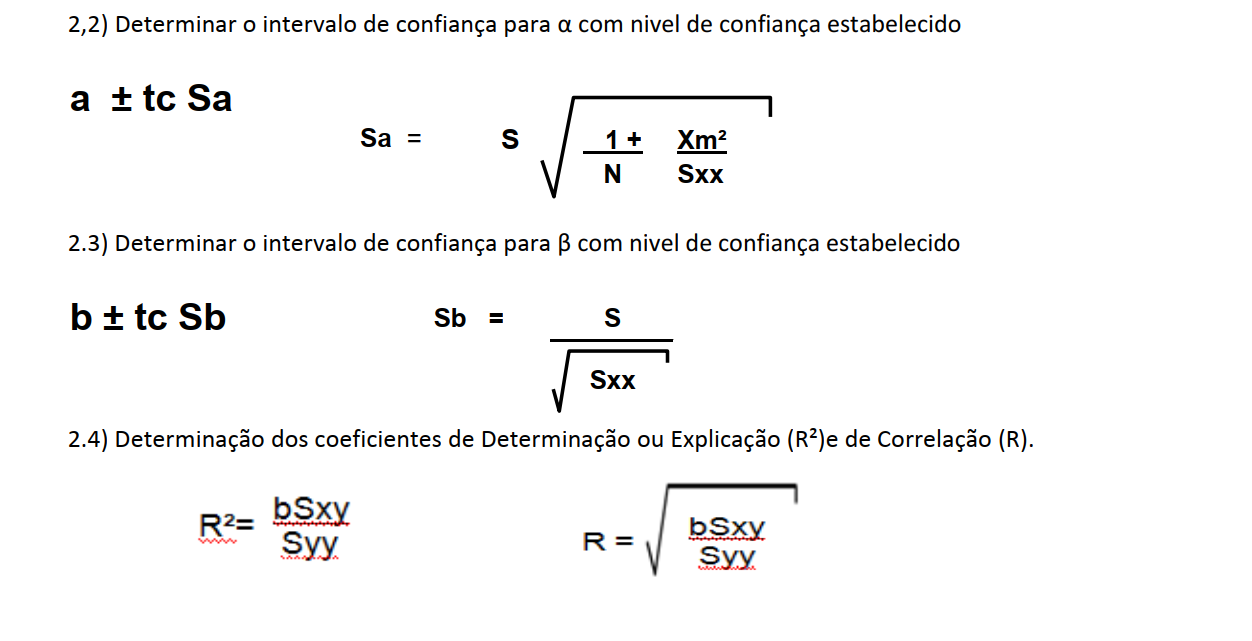 2,2) Determinar o intervalo de confiança para α com nivel de confiança estabelecido
a ± tc Sa
Sa = S √ 1 + Xm²
N Sxx
2.3) Determinar o intervalo de confiança para β com nivel de confiança estabelecido
b ± tc Sb
Sb = S
√ Sxx
2.4) Determinação dos coeficientes de Determinação ou Explicação (R²)e de Correlação (R).
R²= bSxy
Syy
R = √ bSxy
Syy